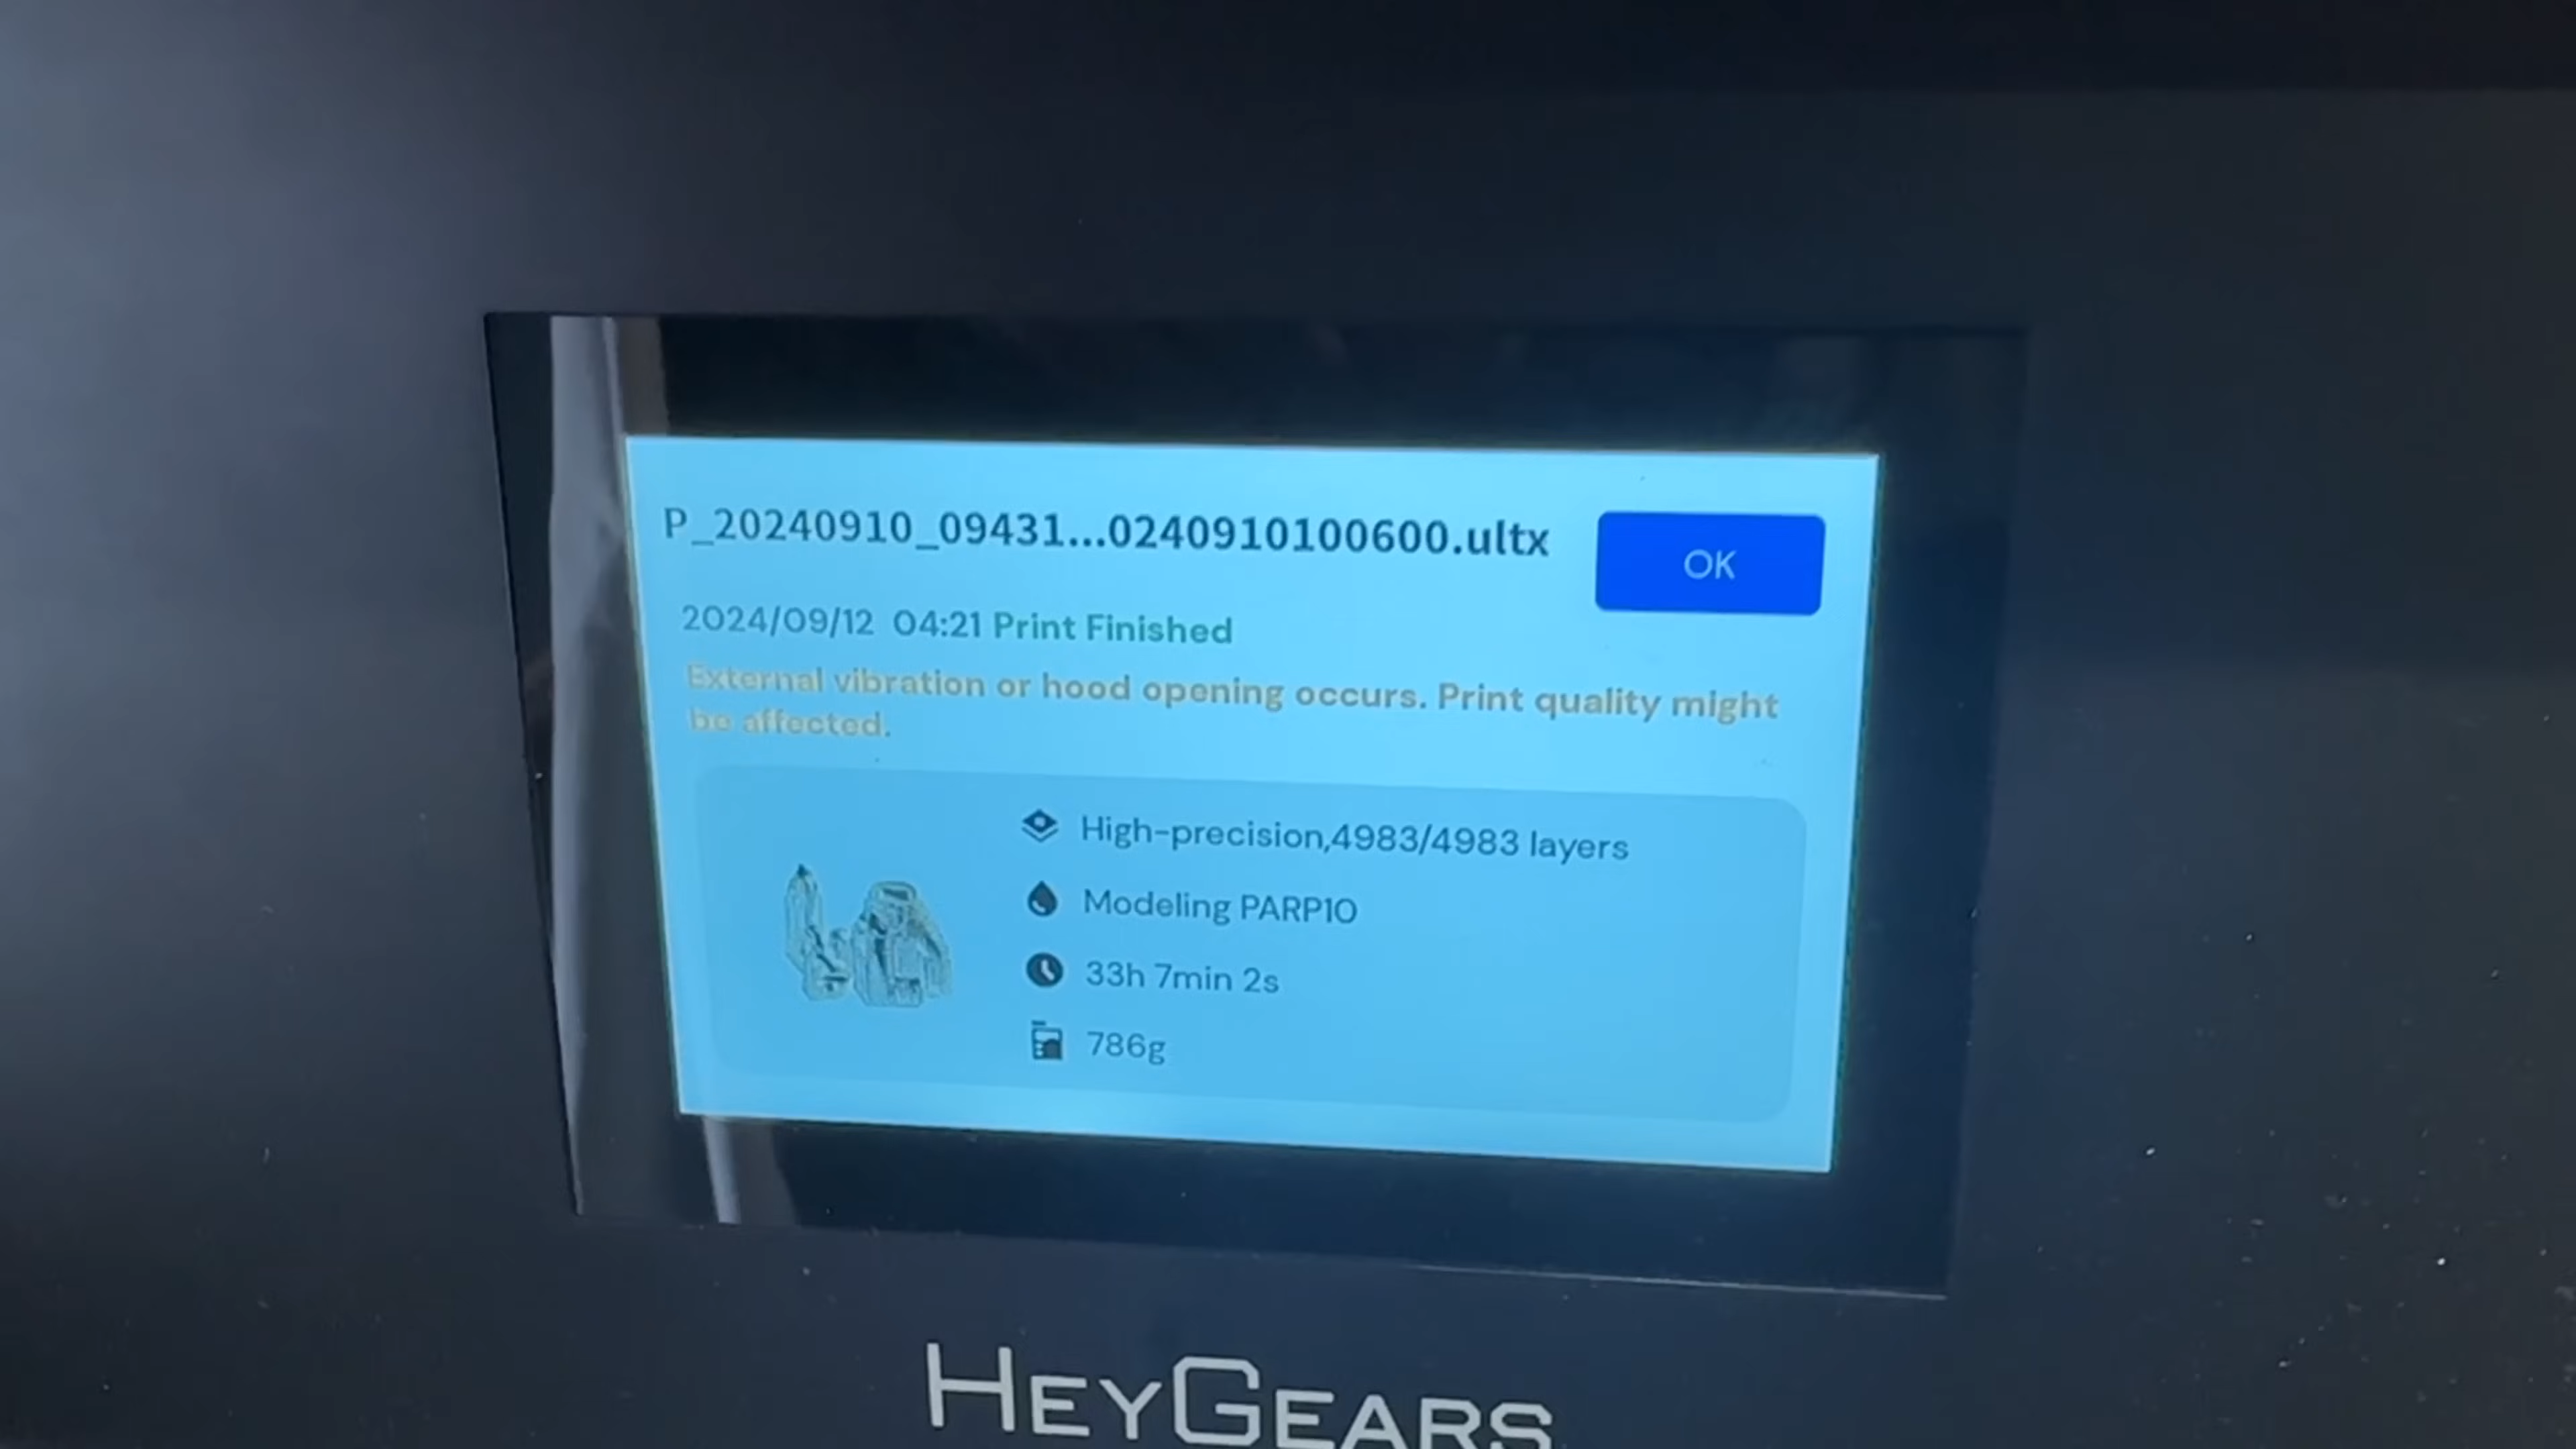 P_20240910_09431...0240910100600.ultx
OK
2024/09/12 04:21 Print Finished
External vibration or hood opening occurs. Print quality might
be affected.
High-precision,4983/4983 layers
Modeling PARP10
33h 7min 2s
786g
HEYGEARS